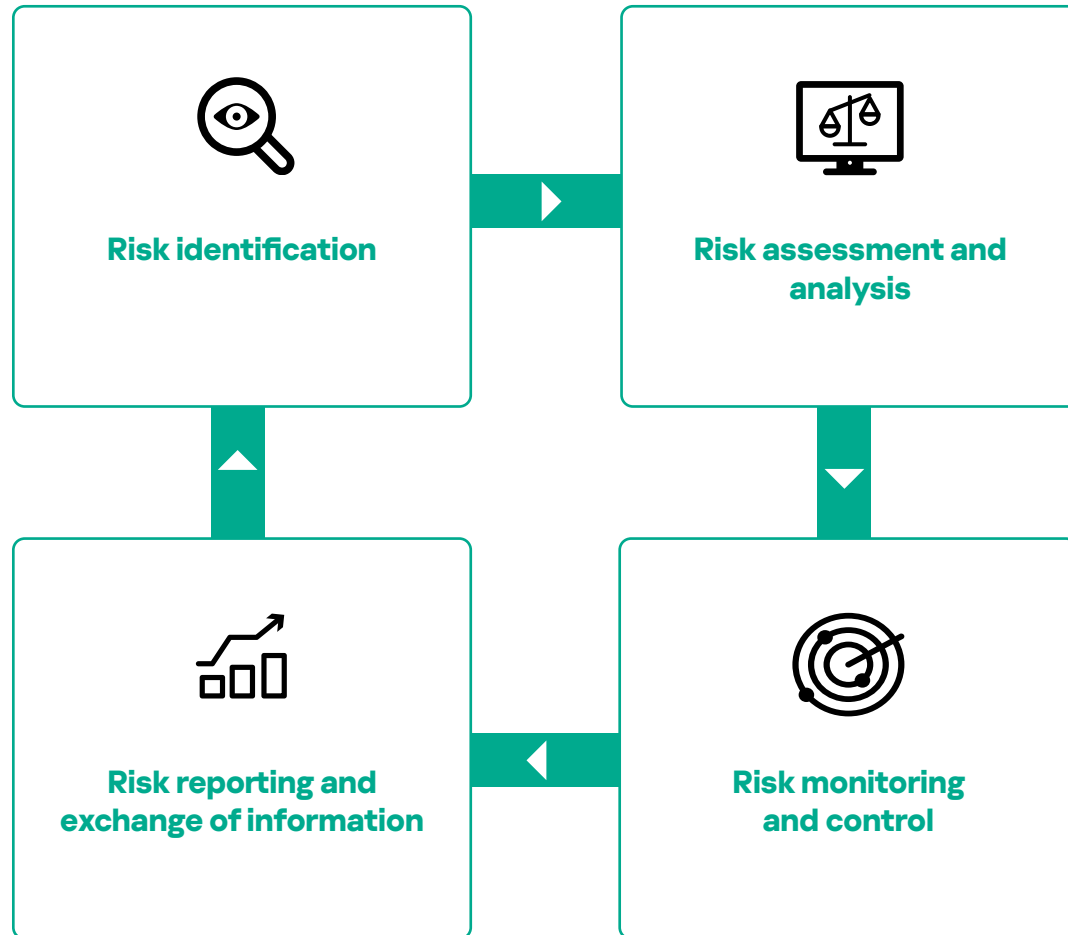 Risk identification
Risk assessment and
analysis
Risk reporting and
exchange of information
Risk monitoring
and control